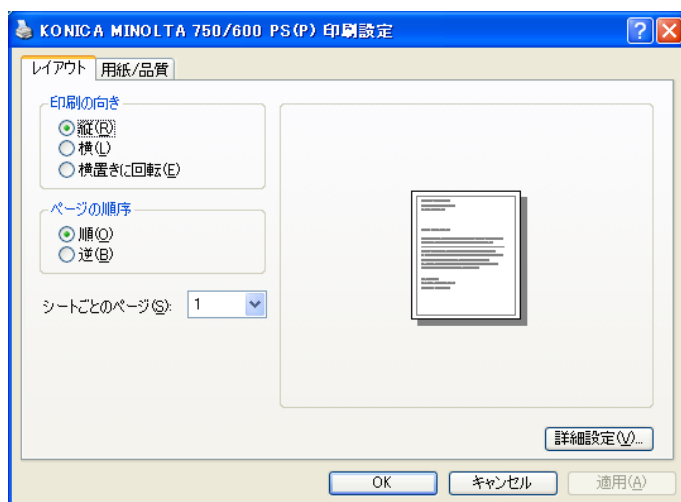 KONICA MINOLTA 750/600 PS(P) 印刷設定
レイアウト 用紙/品質
印刷の向き
縦(R)
横(L)
横置きに回転(E)
ページの順序
順(O)
逆(B)
シートごとのページ(S): 1
詳細設定(V)...
OK キャンセル 適用(A)